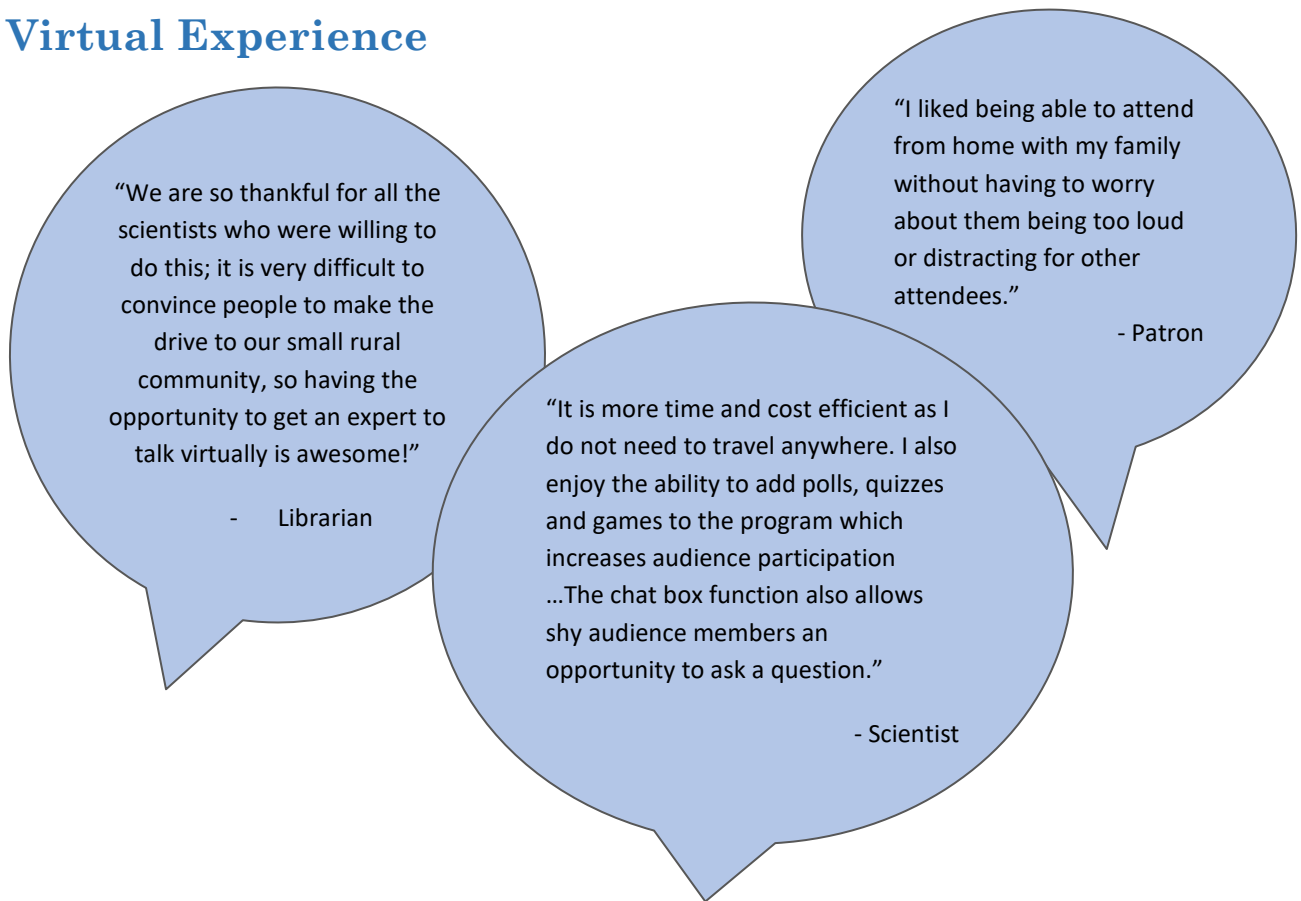 Virtual Experience
“We are so thankful for all the
scientists who were willing to
do this; it is very difficult to
convince people to make the
drive to our small rural
community, so having the
opportunity to get an expert to
talk virtually is awesome!”
- Librarian
“I liked being able to attend
from home with my family
without having to worry
about them being too loud
or distracting for other
attendees.”
- Patron
“It is more time and cost efficient as I
do not need to travel anywhere. I also
enjoy the ability to add polls, quizzes
and games to the program which
increases audience participation
...The chat box function also allows
shy audience members an
opportunity to ask a question.”
- Scientist